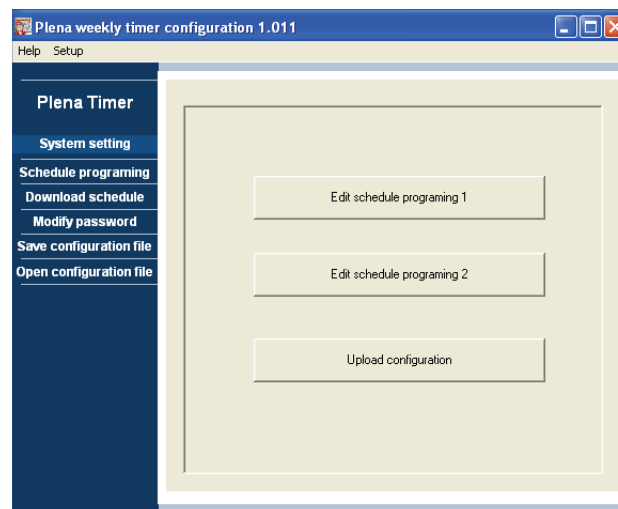 Plena weekly timer configuration 1.011
Help Setup
Plena Timer
System setting
Schedule programing
Download schedule
Modify password
Save configuration file
Open configuration file
Edit schedule programing 1
Edit schedule programing 2
Upload configuration